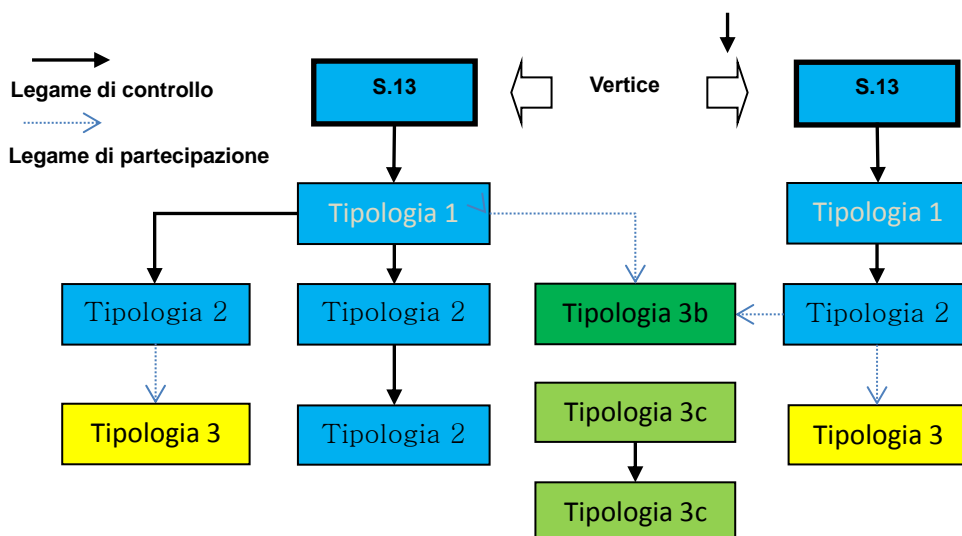 Legame di controllo
Legame di partecipazione
S.13
Vertice
S.13
Tipologia 1
Tipologia 1
Tipologia 2
Tipologia 2
Tipologia 3b
Tipologia 2
Tipologia 3
Tipologia 2
Tipologia 3c
Tipologia 3
Tipologia 3c